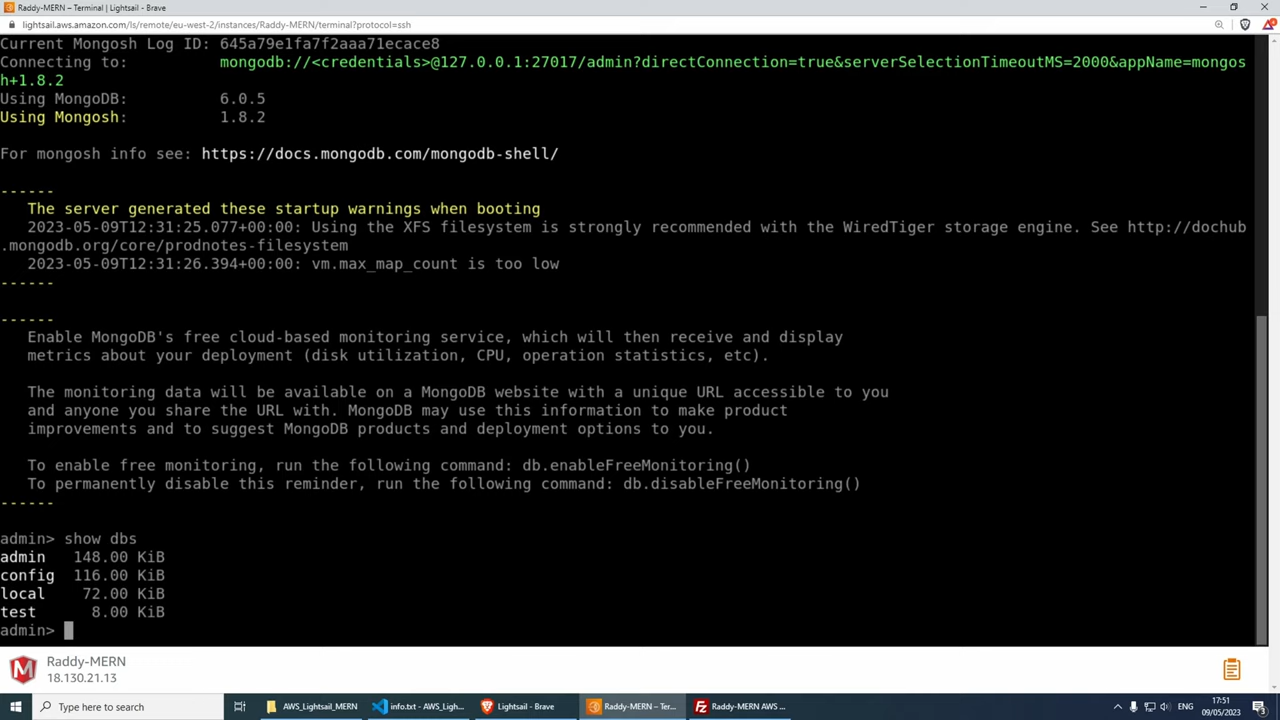 Raddy-MERN – Terminal | Lightsail - Brave
lightsail.aws.amazon.com/ls/remote/eu-west-2/instances/Raddy-MERN/terminal?protocol=ssh
Current Mongosh Log ID: 645a79e1fa7f2aaa71ecace8
Connecting to: mongodb://<credentials>@127.0.0.1:27017/admin?directConnection=true&serverSelectionTimeoutMS=2000&appName=mongos
h+1.8.2
Using MongoDB: 6.0.5
Using Mongosh: 1.8.2
For mongosh info see: https://docs.mongodb.com/mongodb-shell/
------
The server generated these startup warnings when booting
2023-05-09T12:31:25.077+00:00: Using the XFS filesystem is strongly recommended with the WiredTiger storage engine. See http://dochub
.mongodb.org/core/prodnotes-filesystem
2023-05-09T12:31:26.394+00:00: vm.max_map_count is too low
------
------
Enable MongoDB's free cloud-based monitoring service, which will then receive and display
metrics about your deployment (disk utilization, CPU, operation statistics, etc).
The monitoring data will be available on a MongoDB website with a unique URL accessible to you
and anyone you share the URL with. MongoDB may use this information to make product
improvements and to suggest MongoDB products and deployment options to you.
To enable free monitoring, run the following command: db.enableFreeMonitoring()
To permanently disable this reminder, run the following command: db.disableFreeMonitoring()
------
admin> show dbs
admin 148.00 KiB
config 116.00 KiB
local 72.00 KiB
test 8.00 KiB
admin>
Raddy-MERN
18.130.21.13
Type here to search
AWS_Lightsail_MERN
info.txt - AWS_Ligh...
Lightsail - Brave
Raddy-MERN – Ter...
Raddy-MERN AWS ...
ENG
17:51
09/05/2023
3